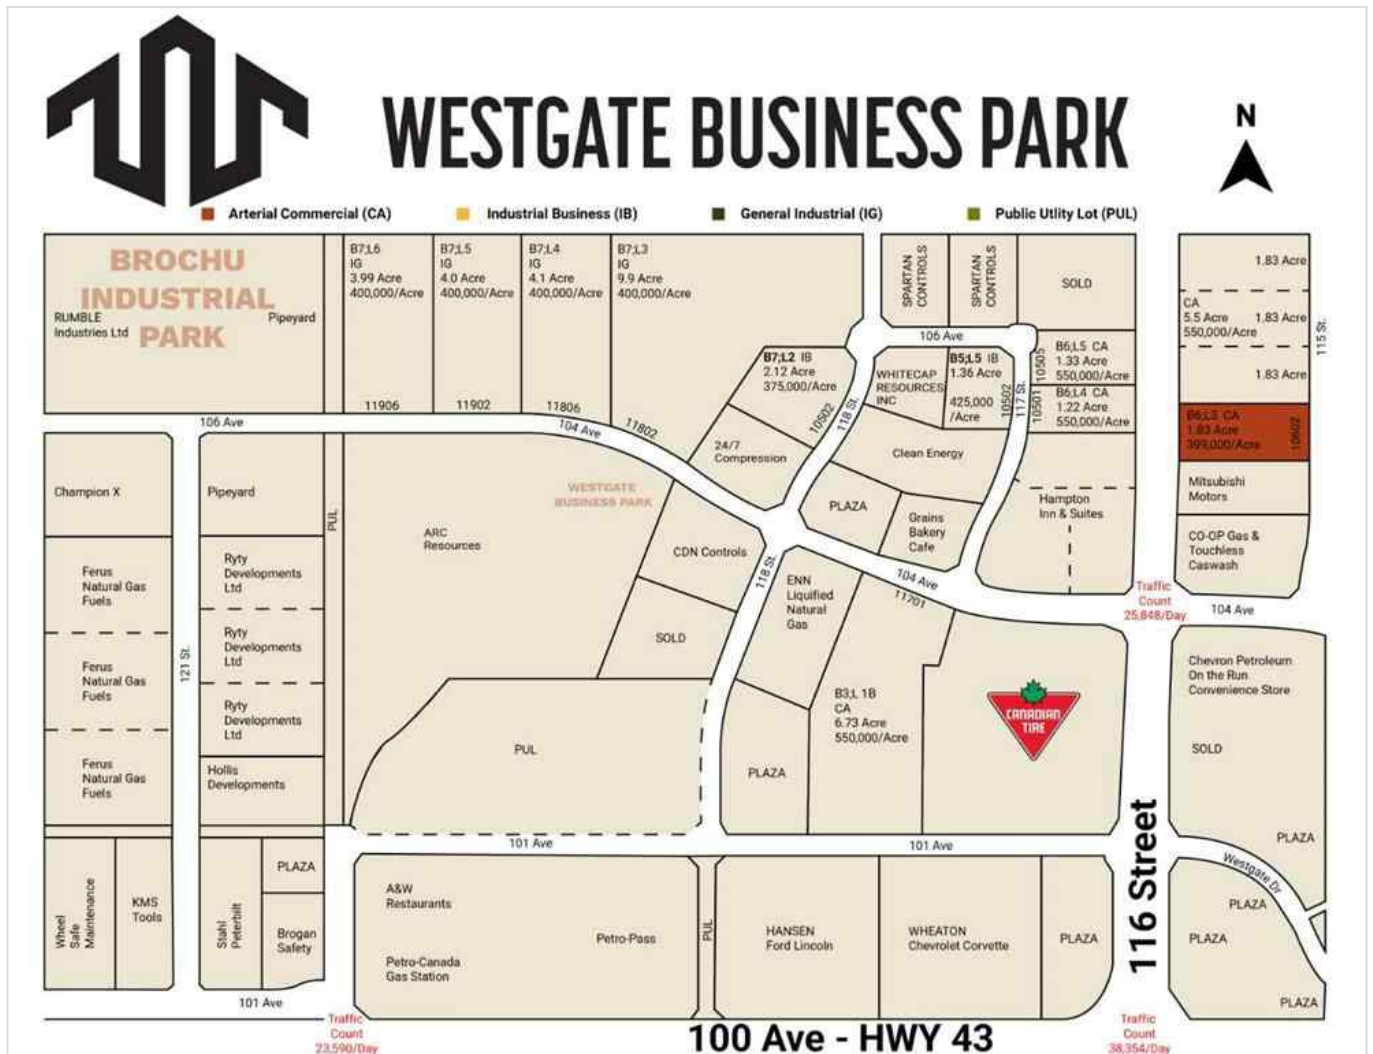 WESTGATE BUSINESS PARK
N
Arterial Commercial (CA)
Industrial Business (IB)
General Industrial (IG)
Public Utlity Lot (PUL)
BROCHU
INDUSTRIAL
PARK
RUMBLE
Industries Ltd
Pipeyard
B7;L6
IG
3.99 Acre
400,000/Acre
B7;L5
IG
4.0 Acre
400,000/Acre
B7;L4
IG
4.1 Acre
400,000/Acre
B7;L3
IG
9.9 Acre
400,000/Acre
SPARTAN
CONTROLS
SPARTAN
CONTROLS
SOLD
1.83 Acre
CA
5.5 Acre
550,000/Acre
1.83 Acre
1.83 Acre
115 St.
106 Ave
B7;L2 IB
2.12 Acre
375,000/Acre
10502
118 St.
WHITECAP
RESOURCES
INC
B5;L5 IB
1.36 Acre
425,000
/Acre
10502
117 St.
10505
B6;L5 CA
1.33 Acre
550,000/Acre
10501
B6;L4 CA
1.22 Acre
550,000/Acre
B6;L3 CA
1.83 Acre
399,000/Acre
10602
11906
11902
11806
11802
106 Ave
104 Ave
24/7
Compression
Clean Energy
Champion X
Pipeyard
PUL
WESTGATE
BUSINESS PARK
ARC
Resources
CDN Controls
PLAZA
Grains
Bakery
Cafe
Hampton
Inn & Suites
Mitsubishi
Motors
CO-OP Gas &
Touchless
Caswash
Ferus
Natural Gas
Fuels
Ryty
Developments
Ltd
118 St.
ENN
Liquified
Natural
Gas
104 Ave
11701
Traffic
Count
25,848/Day
104 Ave
SOLD
121 St.
Ferus
Natural Gas
Fuels
Ryty
Developments
Ltd
Ryty
Developments
Ltd
Chevron Petroleum
On the Run
Convenience Store
B3;L 1B
CA
6.73 Acre
550,000/Acre
CANADIAN
TIRE
SOLD
PUL
PLAZA
Ferus
Natural Gas
Fuels
Hollis
Developments
101 Ave
101 Ave
116 Street
PLAZA
Westgate Dr
Wheel
Safe
Maintenance
KMS
Tools
Stahl
Peterbilt
PLAZA
Brogan
Safety
A&W
Restaurants
Petro-Pass
Petro-Canada
Gas Station
PUL
HANSEN
Ford Lincoln
WHEATON
Chevrolet Corvette
PLAZA
PLAZA
PLAZA
PLAZA
101 Ave
Traffic
Count
23,590/Day
100 Ave - HWY 43
Traffic
Count
38,354/Day